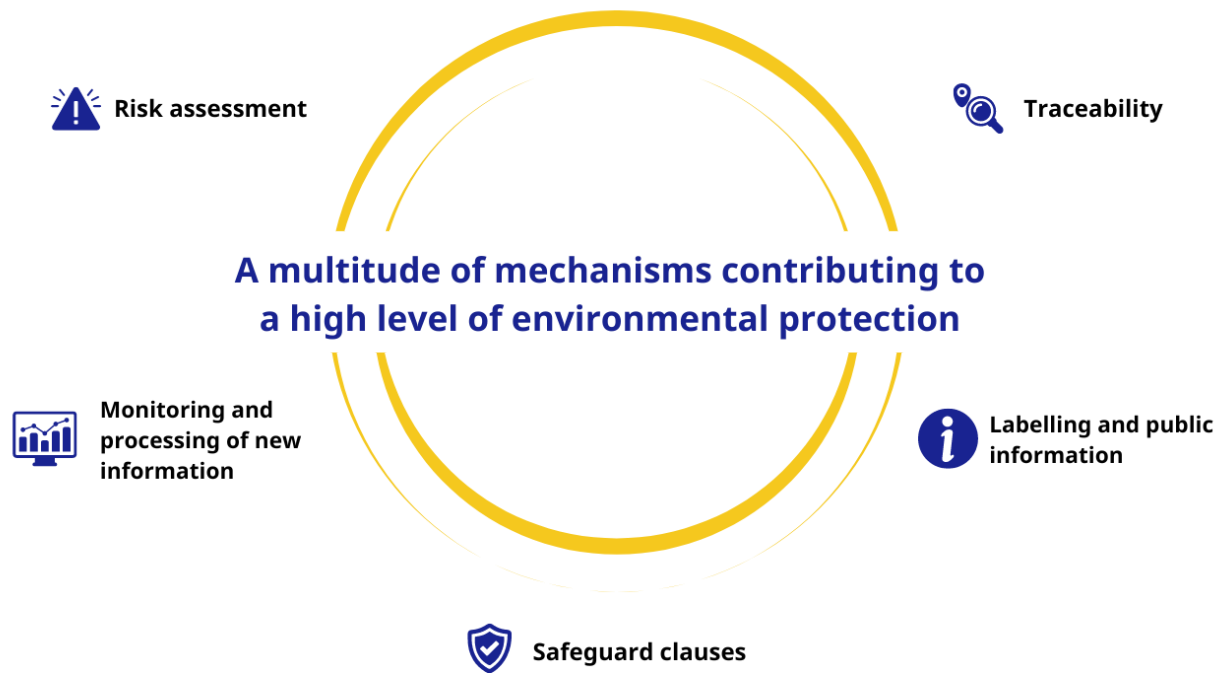 Risk assessment
Traceability
A multitude of mechanisms contributing to
a high level of environmental protection
Monitoring and
processing of new
information
Labelling and public
information
Safeguard clauses